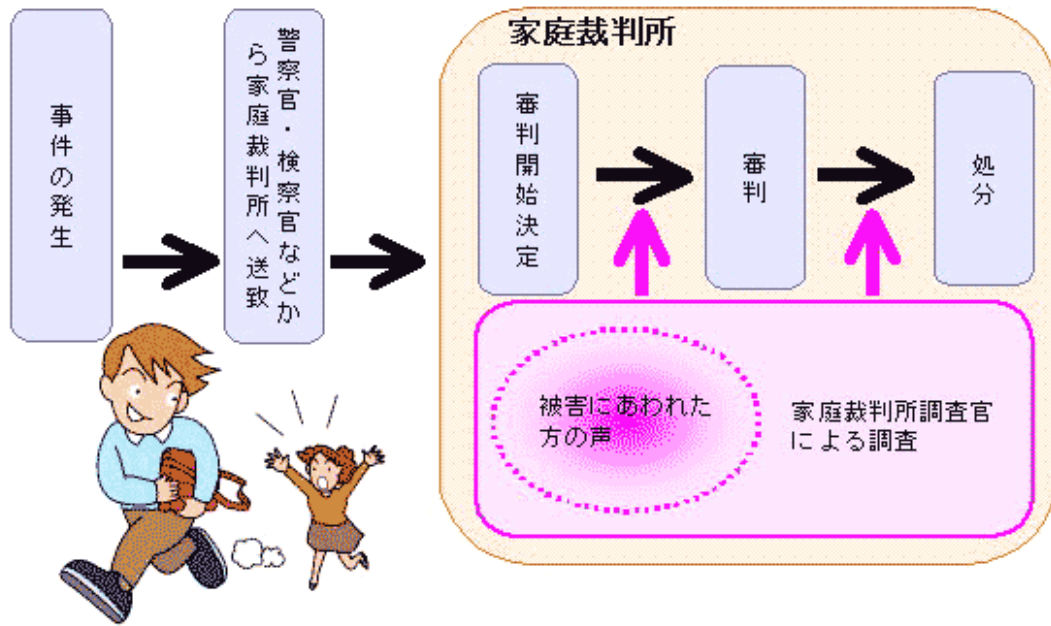 事件の発生
警察官・検察官などか
ら家庭裁判所へ送致
家庭裁判所
審判開始決定
審判
処分
被害にあわれた
方の声
家庭裁判所調査官
による調査